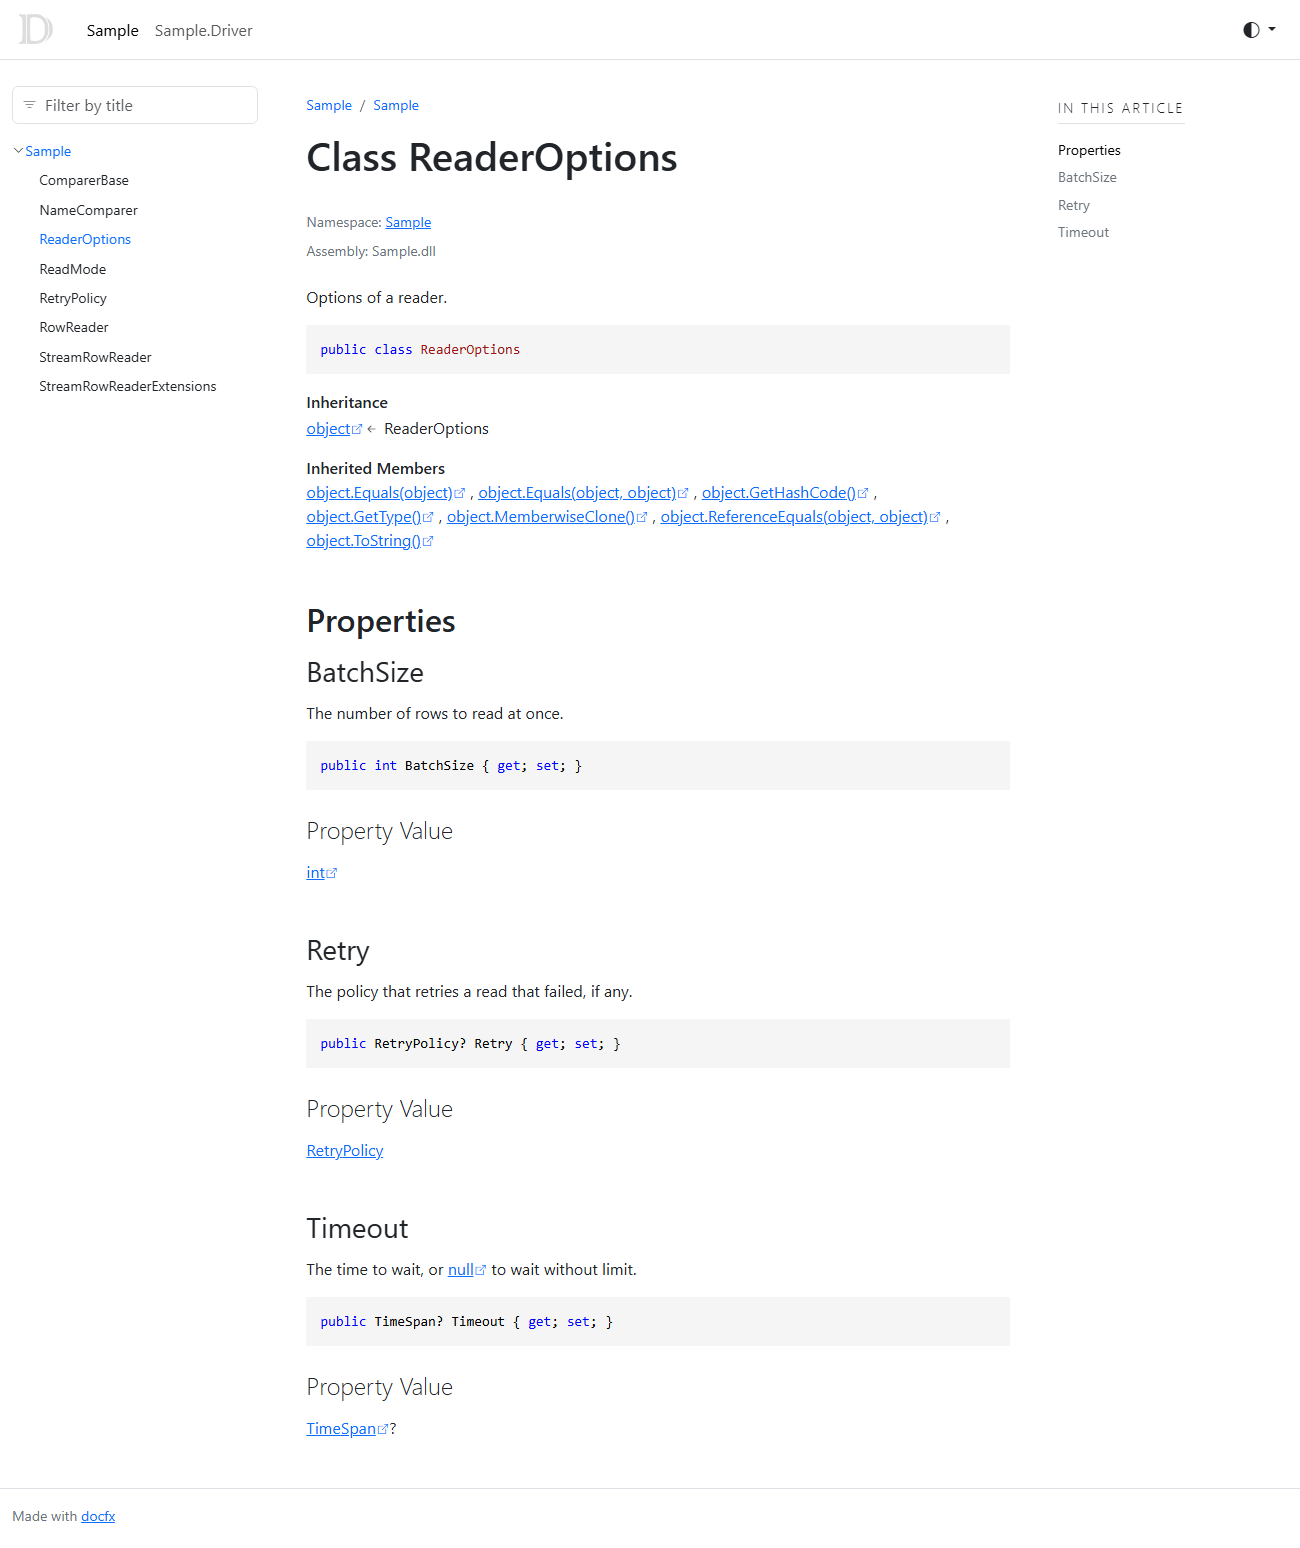 Sample Sample.Driver
Filter by title
Sample
ComparerBase
NameComparer
ReaderOptions
ReadMode
RetryPolicy
RowReader
StreamRowReader
StreamRowReaderExtensions
Sample / Sample
Class ReaderOptions
Namespace: Sample
Assembly: Sample.dll
Options of a reader.
public class ReaderOptions
Inheritance
object ← ReaderOptions
Inherited Members
object.Equals(object) , object.Equals(object, object) , object.GetHashCode() ,
object.GetType() , object.MemberwiseClone() , object.ReferenceEquals(object, object) ,
object.ToString()
Properties
BatchSize
The number of rows to read at once.
public int BatchSize { get; set; }
Property Value
int
Retry
The policy that retries a read that failed, if any.
public RetryPolicy? Retry { get; set; }
Property Value
RetryPolicy
Timeout
The time to wait, or null to wait without limit.
public TimeSpan? Timeout { get; set; }
Property Value
TimeSpan?
IN THIS ARTICLE
Properties
BatchSize
Retry
Timeout
Made with docfx